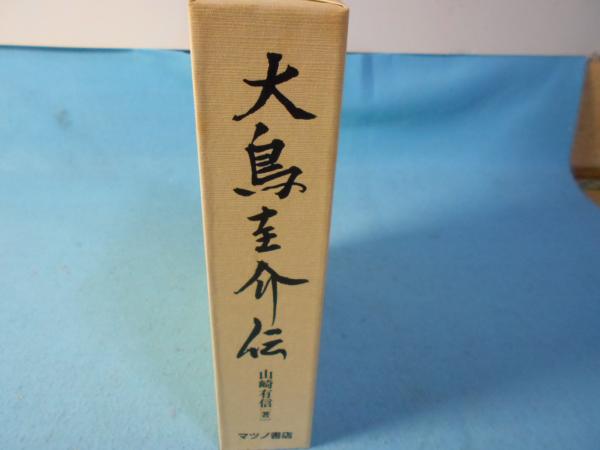 大鳥圭介伝
山崎有信〔著〕
マツノ書店